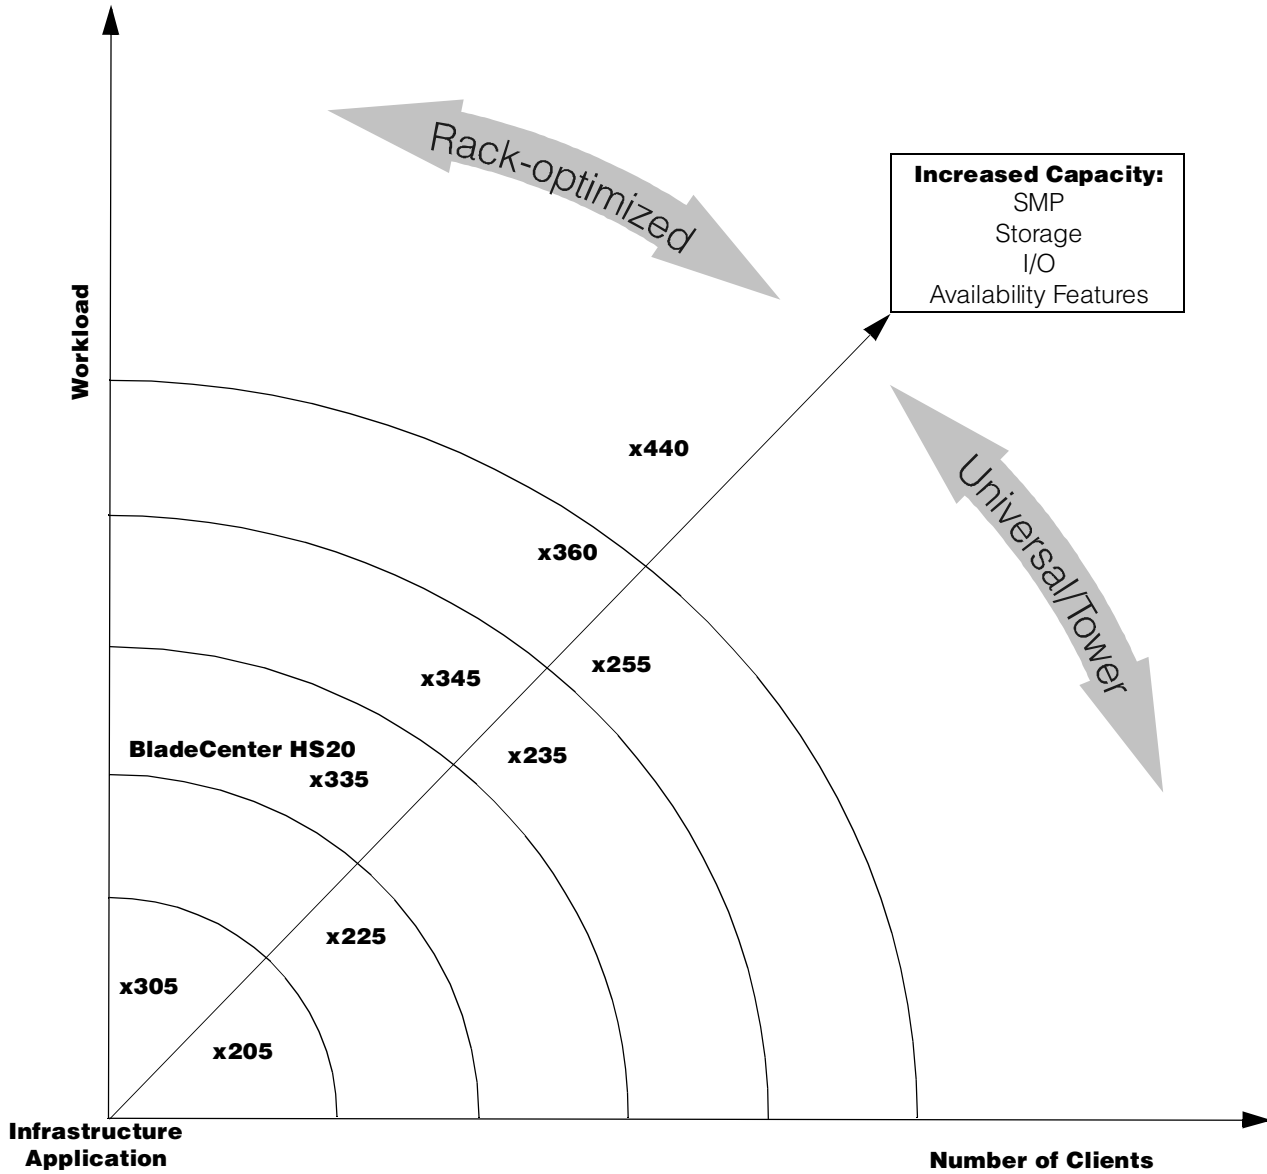 Rack-optimized
Increased Capacity:
SMP
Storage
I/O
Availability Features
Workload
x440
Universal/Tower
x360
x255
x345
BladeCenter HS20
x235
x335
x225
x305
x205
Infrastructure
Application
Number of Clients